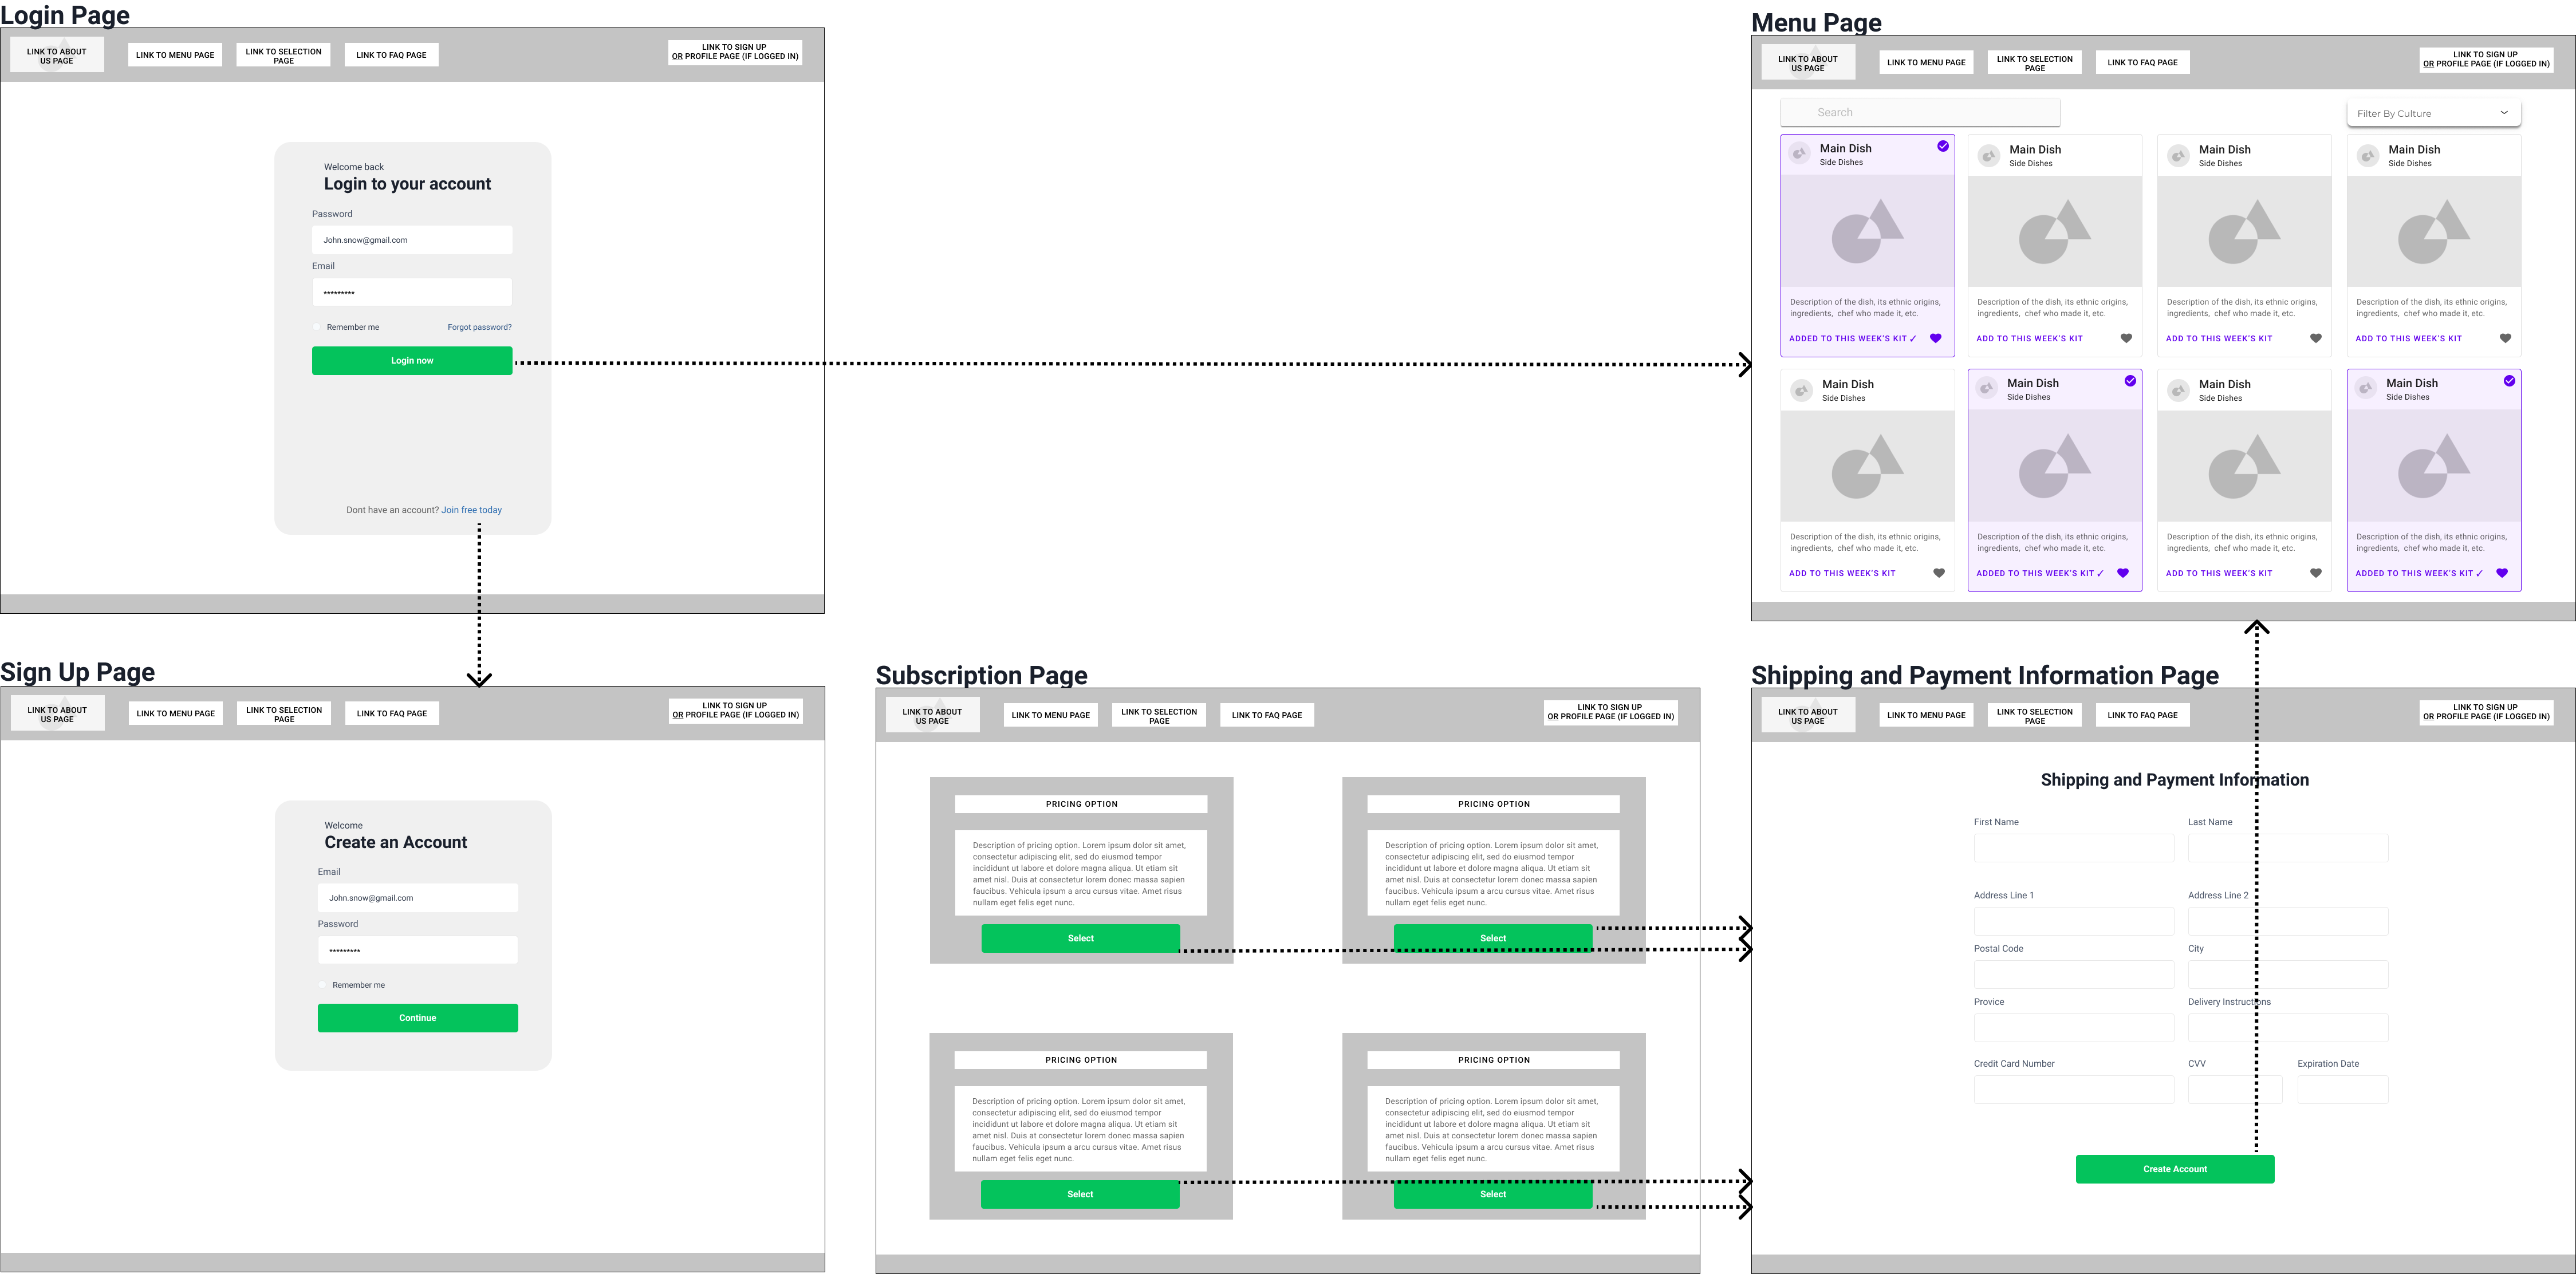 Login Page
LINK TO ABOUT
US PAGE
LINK TO MENU PAGE
LINK TO SELECTION
PAGE
LINK TO FAQ PAGE
LINK TO SIGN UP
OR PROFILE PAGE (IF LOGGED IN)
Welcome back
Login to your account
Password
John.snow@gmail.com
Email
*********
Remember me
Forgot password?
Login now
Dont have an account? Join free today
Menu Page
LINK TO ABOUT
US PAGE
LINK TO MENU PAGE
LINK TO SELECTION
PAGE
LINK TO FAQ PAGE
LINK TO SIGN UP
OR PROFILE PAGE (IF LOGGED IN)
Search
Filter By Culture
Main Dish
Side Dishes
Description of the dish, its ethnic origins,
ingredients, chef who made it, etc.
ADDED TO THIS WEEK'S KIT ✓
Main Dish
Side Dishes
Description of the dish, its ethnic origins,
ingredients, chef who made it, etc.
ADD TO THIS WEEK'S KIT
Main Dish
Side Dishes
Description of the dish, its ethnic origins,
ingredients, chef who made it, etc.
ADD TO THIS WEEK'S KIT
Main Dish
Side Dishes
Description of the dish, its ethnic origins,
ingredients, chef who made it, etc.
ADD TO THIS WEEK'S KIT
Main Dish
Side Dishes
Description of the dish, its ethnic origins,
ingredients, chef who made it, etc.
ADD TO THIS WEEK'S KIT
Main Dish
Side Dishes
Description of the dish, its ethnic origins,
ingredients, chef who made it, etc.
ADDED TO THIS WEEK'S KIT ✓
Main Dish
Side Dishes
Description of the dish, its ethnic origins,
ingredients, chef who made it, etc.
ADD TO THIS WEEK'S KIT
Main Dish
Side Dishes
Description of the dish, its ethnic origins,
ingredients, chef who made it, etc.
ADDED TO THIS WEEK'S KIT ✓
Sign Up Page
LINK TO ABOUT
US PAGE
LINK TO MENU PAGE
LINK TO SELECTION
PAGE
LINK TO FAQ PAGE
LINK TO SIGN UP
OR PROFILE PAGE (IF LOGGED IN)
Welcome
Create an Account
Email
John.snow@gmail.com
Password
*********
Remember me
Continue
Subscription Page
LINK TO ABOUT
US PAGE
LINK TO MENU PAGE
LINK TO SELECTION
PAGE
LINK TO FAQ PAGE
LINK TO SIGN UP
OR PROFILE PAGE (IF LOGGED IN)
PRICING OPTION
Description of pricing option. Lorem ipsum dolor sit amet,
consectetur adipiscing elit, sed do eiusmod tempor
incididunt ut labore et dolore magna aliqua. Ut etiam sit
amet nisl. Duis at consectetur lorem donec massa sapien
faucibus. Vehicula ipsum a arcu cursus vitae. Amet risus
nullam eget felis eget nunc.
Select
PRICING OPTION
Description of pricing option. Lorem ipsum dolor sit amet,
consectetur adipiscing elit, sed do eiusmod tempor
incididunt ut labore et dolore magna aliqua. Ut etiam sit
amet nisl. Duis at consectetur lorem donec massa sapien
faucibus. Vehicula ipsum a arcu cursus vitae. Amet risus
nullam eget felis eget nunc.
Select
PRICING OPTION
Description of pricing option. Lorem ipsum dolor sit amet,
consectetur adipiscing elit, sed do eiusmod tempor
incididunt ut labore et dolore magna aliqua. Ut etiam sit
amet nisl. Duis at consectetur lorem donec massa sapien
faucibus. Vehicula ipsum a arcu cursus vitae. Amet risus
nullam eget felis eget nunc.
Select
PRICING OPTION
Description of pricing option. Lorem ipsum dolor sit amet,
consectetur adipiscing elit, sed do eiusmod tempor
incididunt ut labore et dolore magna aliqua. Ut etiam sit
amet nisl. Duis at consectetur lorem donec massa sapien
faucibus. Vehicula ipsum a arcu cursus vitae. Amet risus
nullam eget felis eget nunc.
Select
Shipping and Payment Information Page
LINK TO ABOUT
US PAGE
LINK TO MENU PAGE
LINK TO SELECTION
PAGE
LINK TO FAQ PAGE
LINK TO SIGN UP
OR PROFILE PAGE (IF LOGGED IN)
Shipping and Payment Information
First Name
Last Name
Address Line 1
Address Line 2
Postal Code
City
Provice
Delivery Instructions
Credit Card Number
CVV
Expiration Date
Create Account